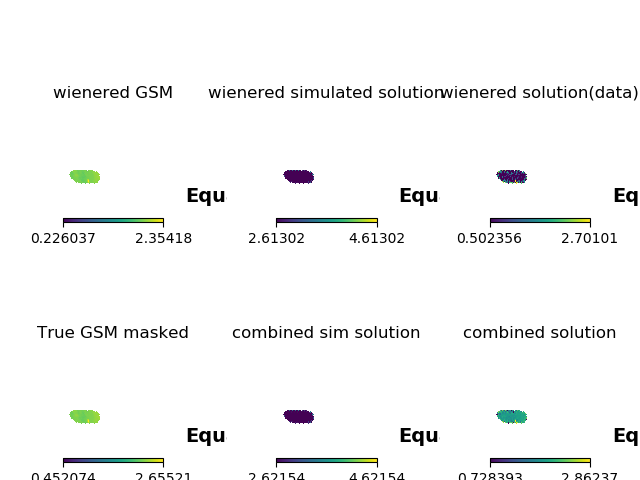 wienered GSM
wienered simulated solution
wienered solution(data)
Equ
Equ
Eq
0.226037 2.35418
2.61302 4.61302
0.502356 2.70101
True GSM masked
combined sim solution
combined solution
Equ
Equ
Eq
0.452074 2.65521
2.62154 4.62154
0.728393 2.86237